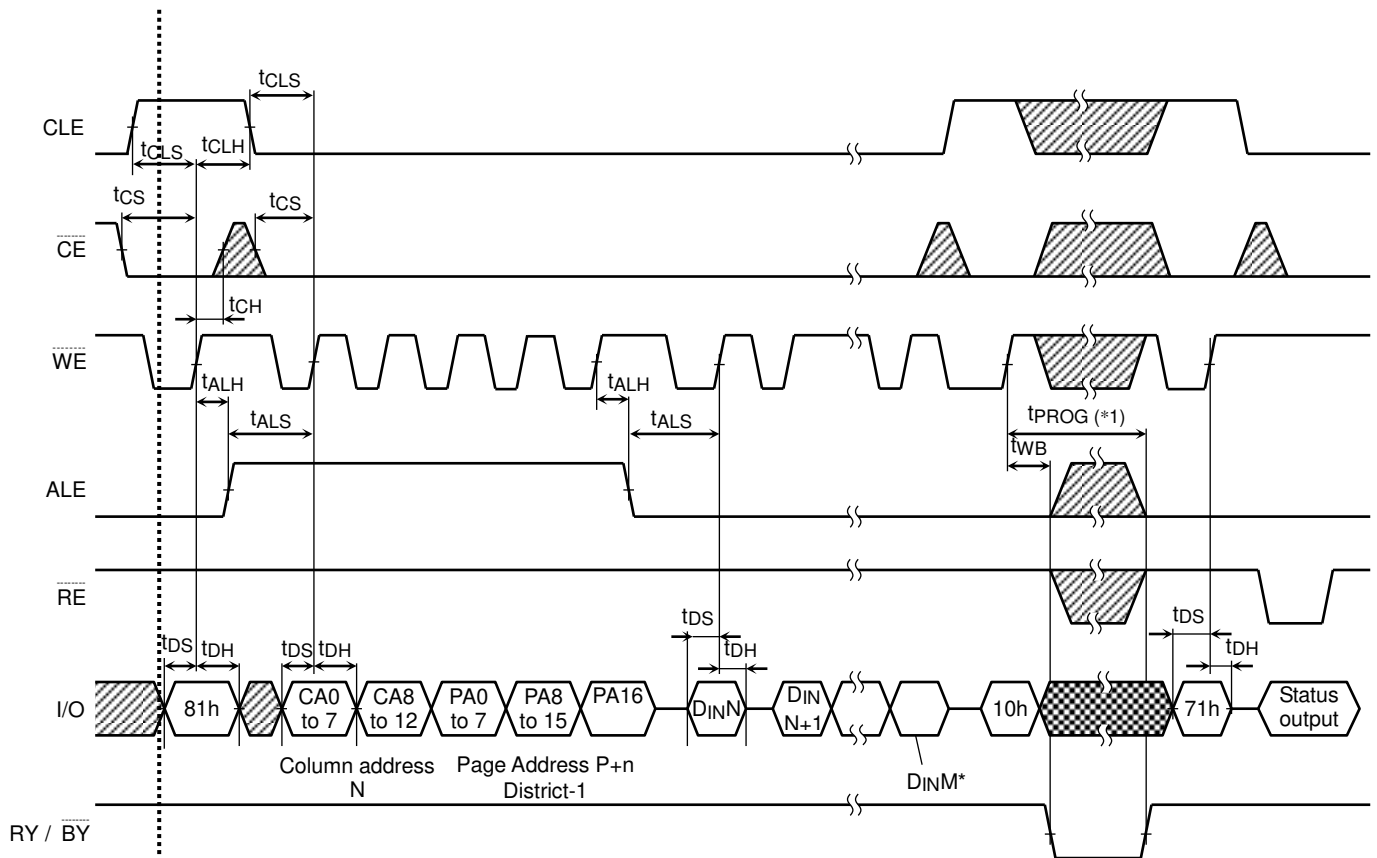 tCLS
CLE
tCLS tCLH
tCS tCS
CE
tCH
WE
tALH tALH
tALS tALS
tPROG (*1)
tWB
ALE
RE
tDS tDH tDS tDH tDS tDH tDS tDH
I/O 81h CA0 to 7 CA8 to 12 PA0 to 7 PA8 to 15 PA16 DINN DIN N+1 10h 71h Status output
Column address N
Page Address P+n District-1
DINM*
RY / BY